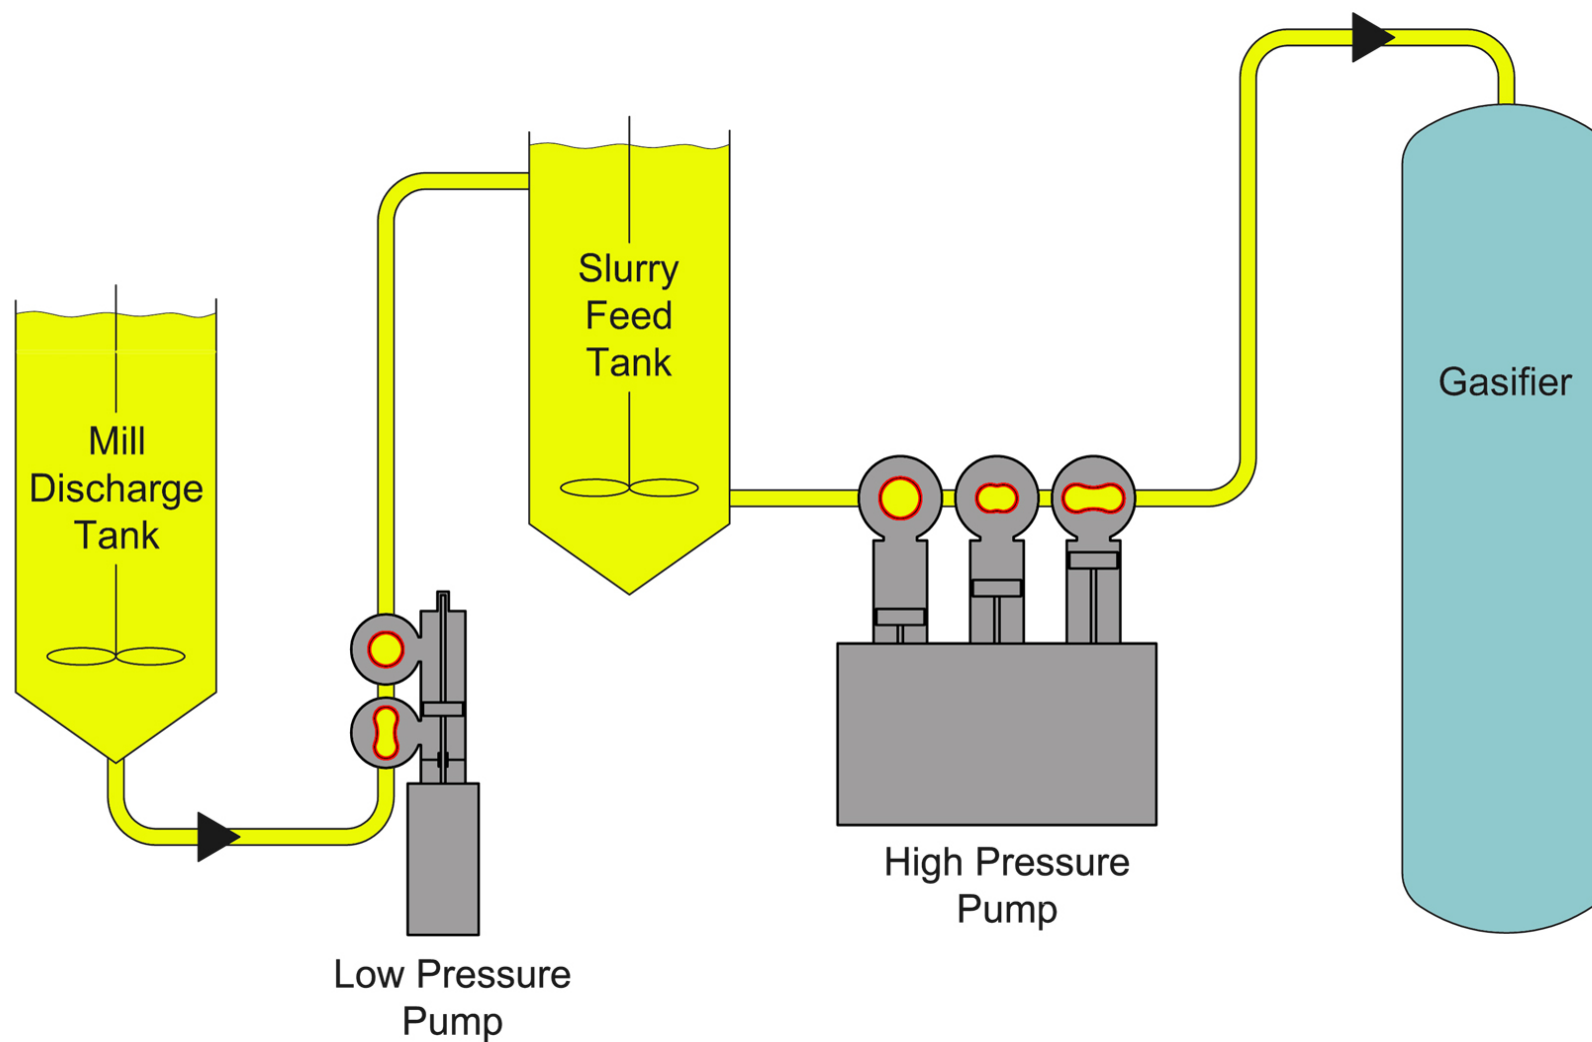 Mill
Discharge
Tank
Slurry
Feed
Tank
Gasifier
Low Pressure
Pump
High Pressure
Pump